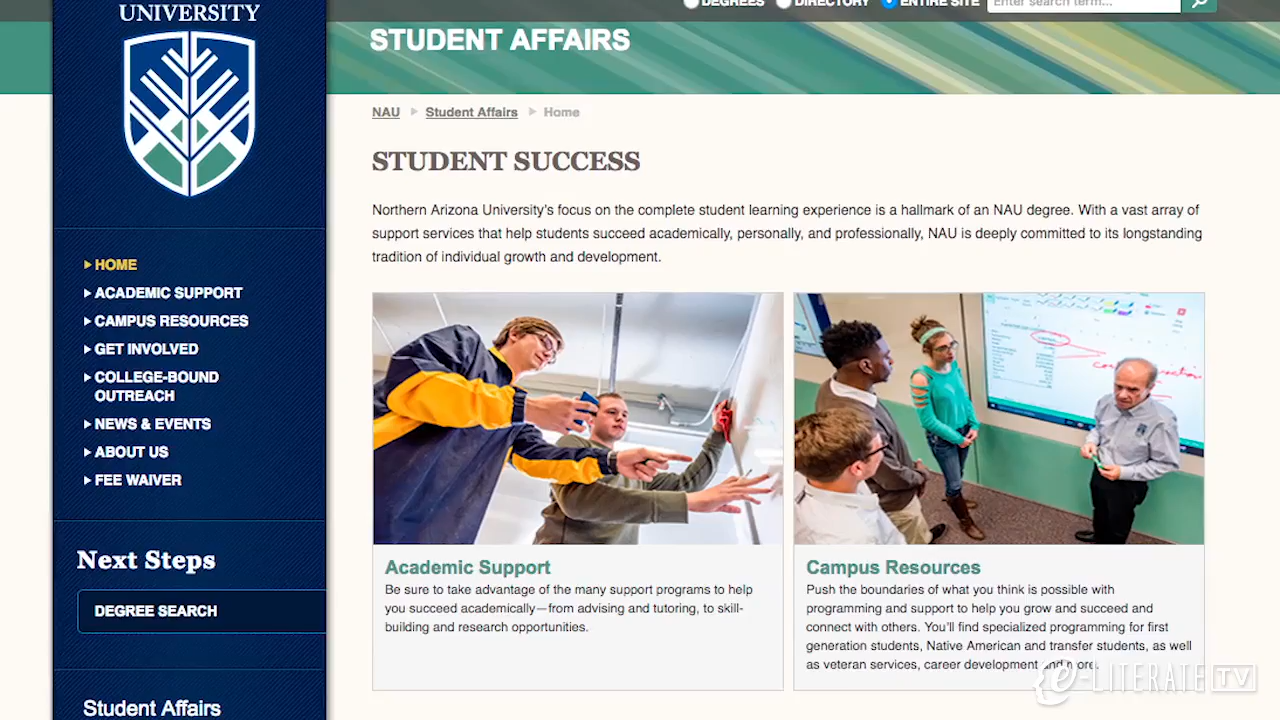 UNIVERSITY
DEGREES DIRECTORY ENTIRE SITE Enter search term...
STUDENT AFFAIRS
NAU Student Affairs Home
STUDENT SUCCESS
Northern Arizona University's focus on the complete student learning experience is a hallmark of an NAU degree. With a vast array of
support services that help students succeed academically, personally, and professionally, NAU is deeply committed to its longstanding
tradition of individual growth and development.
HOME
ACADEMIC SUPPORT
CAMPUS RESOURCES
GET INVOLVED
COLLEGE-BOUND
OUTREACH
NEWS & EVENTS
ABOUT US
FEE WAIVER
Next Steps
DEGREE SEARCH
Student Affairs
Academic Support
Be sure to take advantage of the many support programs to help
you succeed academically—from advising and tutoring, to skill-
building and research opportunities.
Campus Resources
Push the boundaries of what you think is possible with
programming and support to help you grow and succeed and
connect with others. You'll find specialized programming for first
generation students, Native American and transfer students, as well
as veteran services, career development and more.
e-LITERATE TV